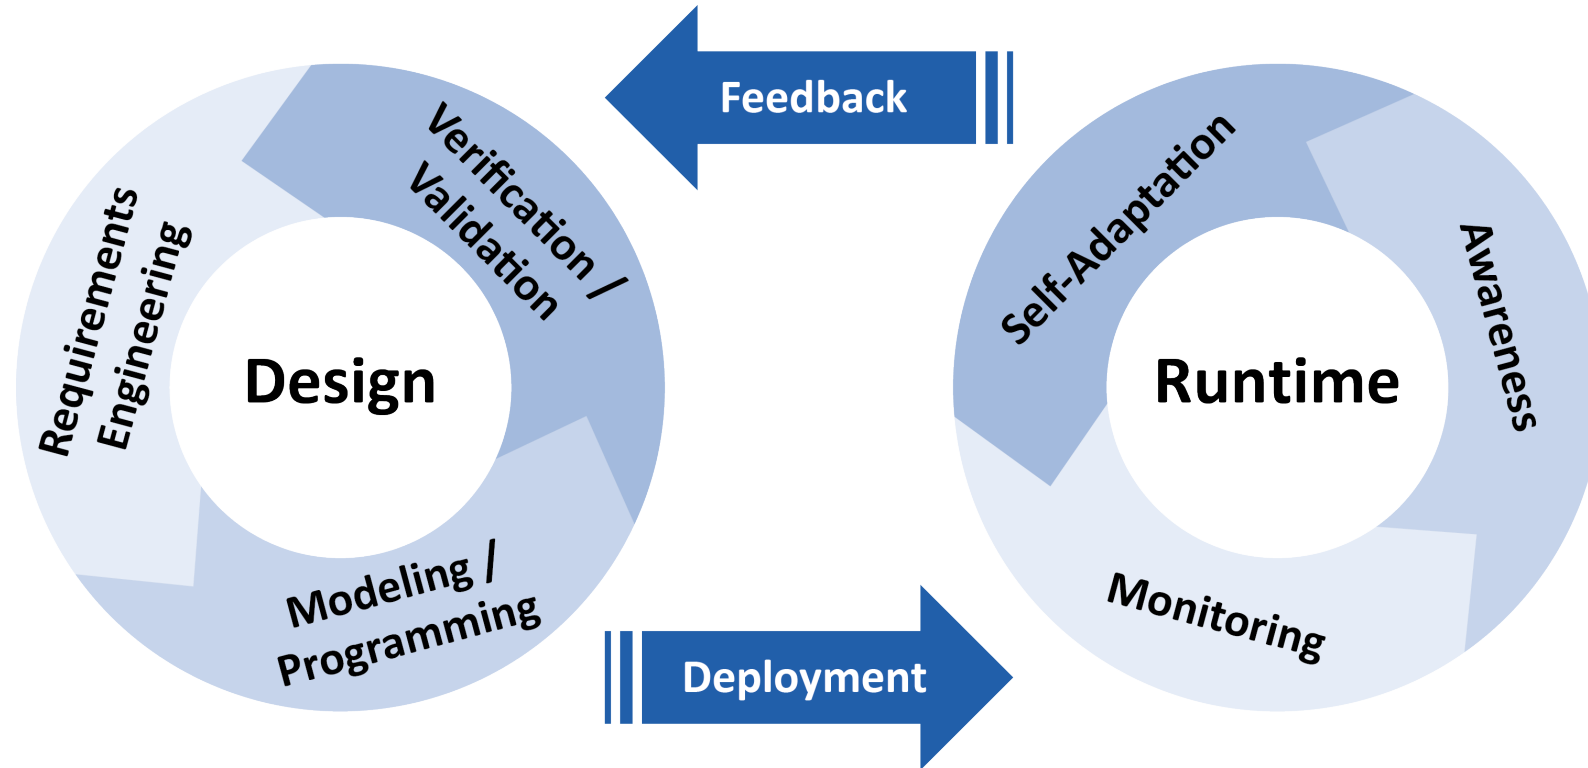 Requirements
Engineering
Verification /
Validation
Design
Modeling /
Programming
Feedback
Deployment
Self-Adaptation
Awareness
Runtime
Monitoring